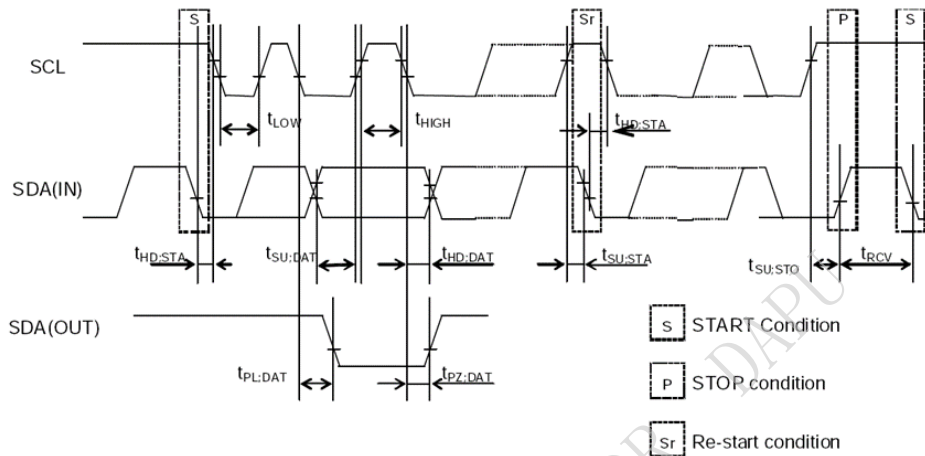 S Sr P S
SCL
tLOW tHIGH tHD;STA
SDA(IN)
tHD;STA tSU;DAT tHD;DAT tSU;STA tSU;STO tRCV
SDA(OUT)
tPL;DAT tPZ;DAT
S START Condition
P STOP condition
Sr Re-start condition
DAPU